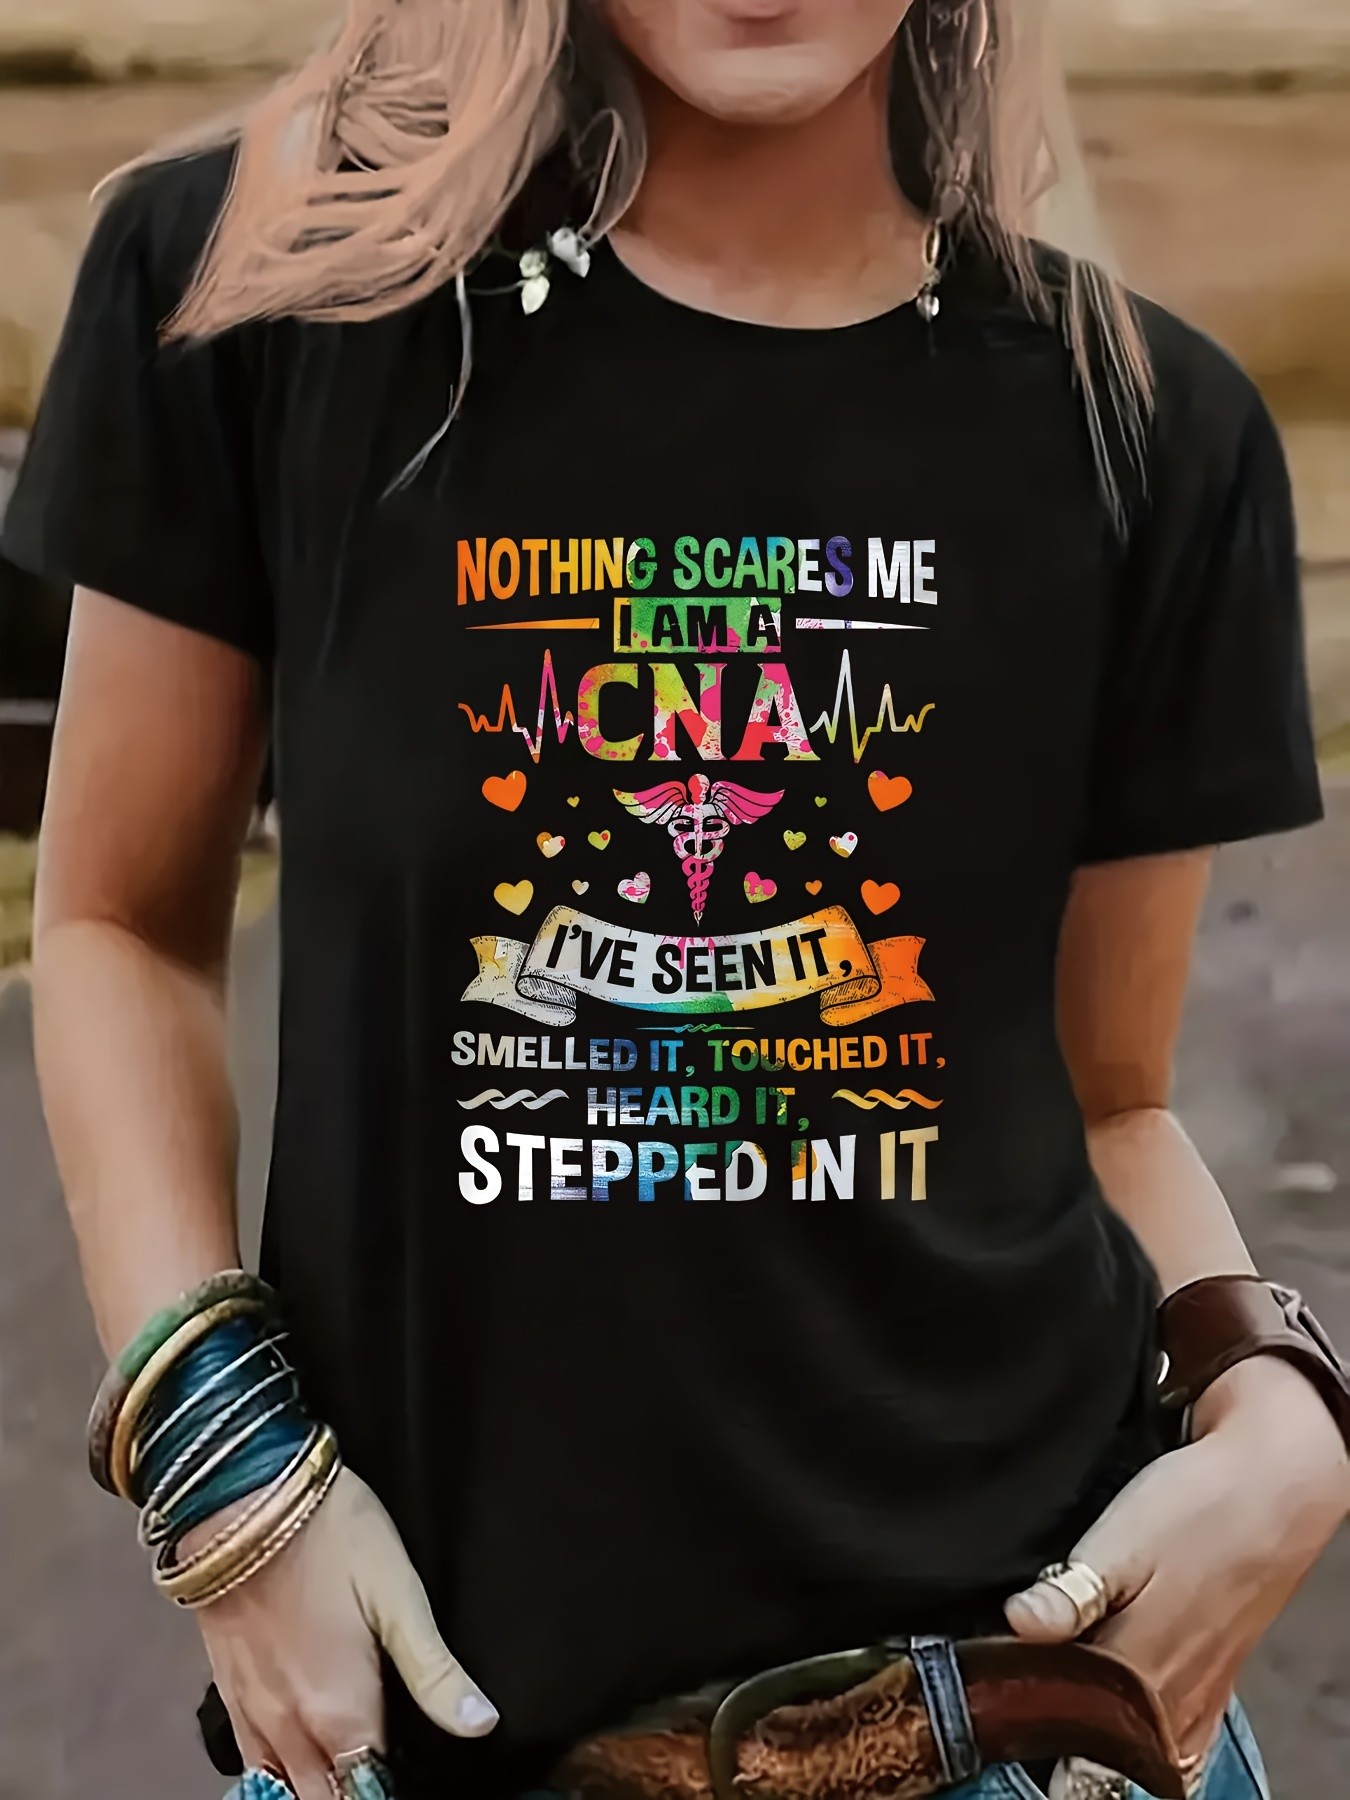 NOTHING SCARES ME
I AM A
CNA
I'VE SEEN IT,
SMELLED IT, TOUCHED IT,
HEARD IT,
STEPPED IN IT